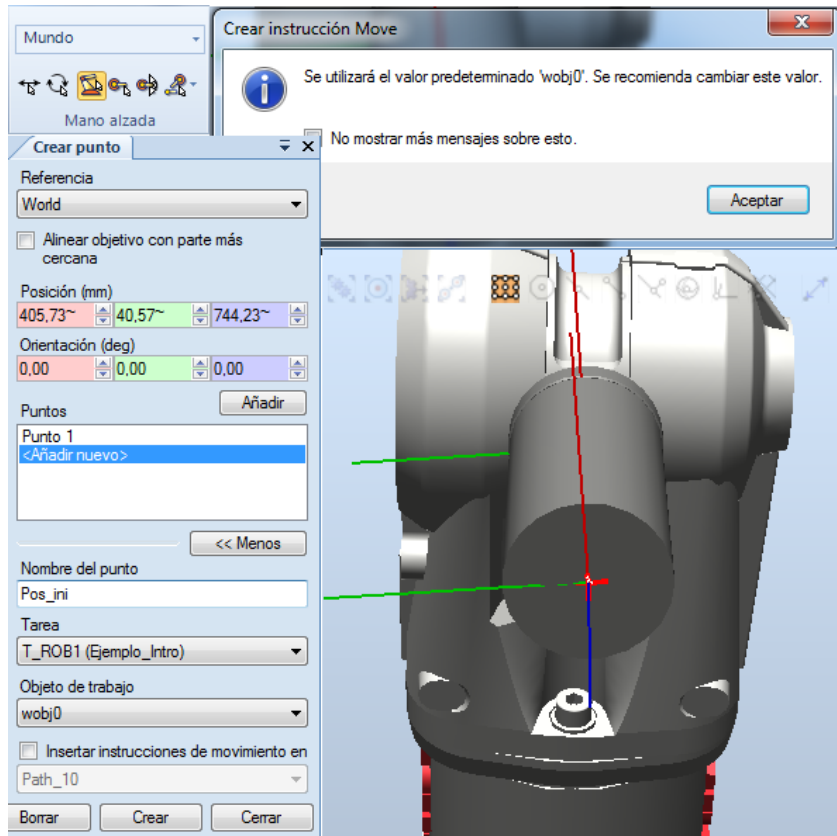 Mundo
Mano alzada
Crear instrucción Move
Se utilizará el valor predeterminado 'wobj0'. Se recomienda cambiar este valor.
No mostrar más mensajes sobre esto.
Aceptar
Crear punto
Referencia
World
Alinear objetivo con parte más
cercana
Posición (mm)
405,73~ 40,57~ 744,23~
Orientación (deg)
0,00 0,00 0,00
Puntos
Añadir
Punto 1
<Añadir nuevo>
<< Menos
Nombre del punto
Pos_ini
Tarea
T_ROB1 (Ejemplo_Intro)
Objeto de trabajo
wobj0
Insertar instrucciones de movimiento en
Path_10
Borrar Crear Cerrar